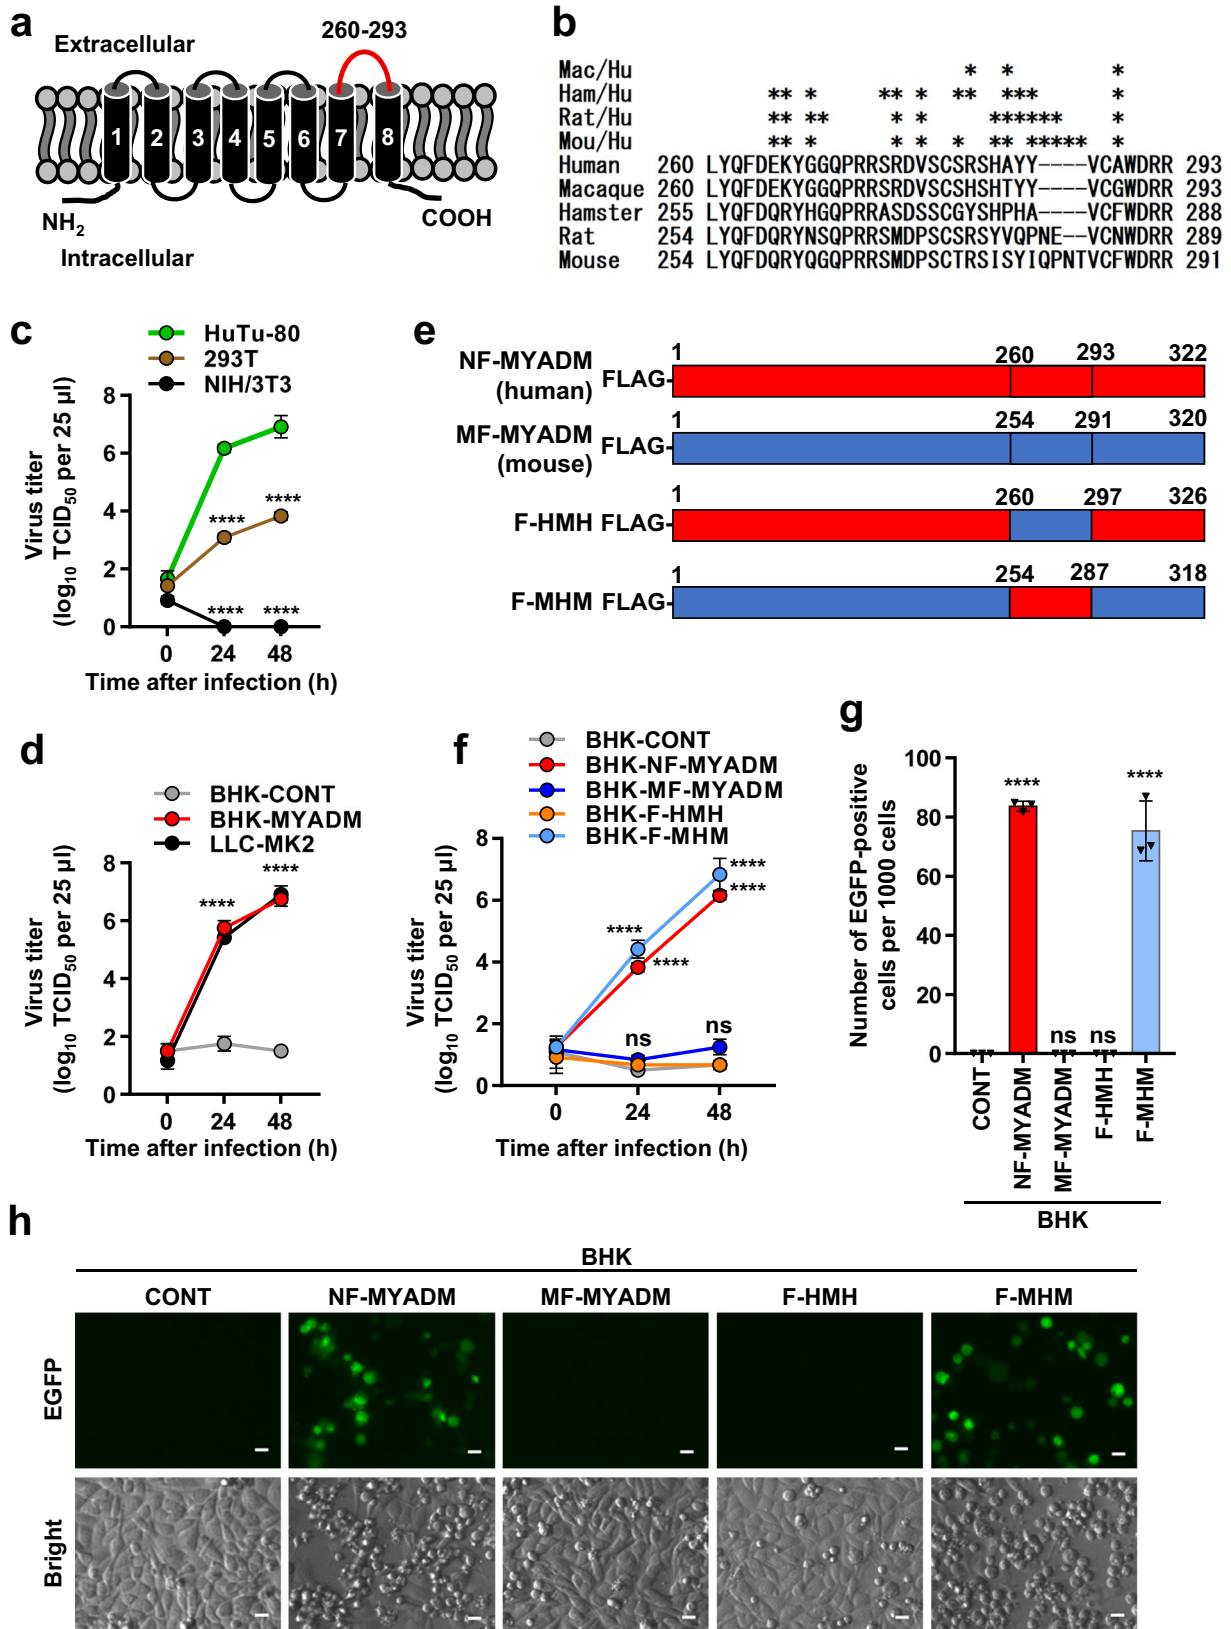 a
Extracellular
260-293
1 2 3 4 5 6 7 8
NH2
COOH
Intracellular
b
Mac/Hu * * *
Ham/Hu ** * ** * ** *** *
Rat/Hu ** ** * * ****** *
Mou/Hu ** * * * * ** ***** *
Human 260 LYQFDEKYGGQPRRSRDVSCSRSHAYY----VCAWDRR 293
Macaque 260 LYQFDEKYGGQPRRSRDVSCSHSHTYY----VCGWDRR 293
Hamster 255 LYQFDQRYHGQPRRASDSSCGYSHPHA----VCFWDRR 288
Rat 254 LYQFDQRYNSQPRRSMDPSCSRSYVQPNE--VCNWDRR 289
Mouse 254 LYQFDQRYQGQPRRSMDPSCTRSISYIQPNTVCFWDRR 291
c
HuTu-80
293T
NIH/3T3
Virus titer
(log10 TCID50 per 25 µl)
8
6
4
2
0
**** ****
**** ****
0 24 48
Time after infection (h)
e
NF-MYADM
(human)
FLAG
1 260 293 322
MF-MYADM
(mouse)
FLAG
1 254 291 320
F-HMH FLAG
1 260 297 326
F-MHM FLAG
1 254 287 318
d
BHK-CONT
BHK-MYADM
LLC-MK2
Virus titer
(log10 TCID50 per 25 µl)
8
6
4
2
0
**** ****
0 24 48
Time after infection (h)
f
BHK-CONT
BHK-NF-MYADM
BHK-MF-MYADM
BHK-F-HMH
BHK-F-MHM
Virus titer
(log10 TCID50 per 25 µl)
8
6
4
2
0
**** ****
**** ****
ns ns
0 24 48
Time after infection (h)
g
Number of EGFP-positive
cells per 1000 cells
100
80
60
40
20
0
**** ns ns ****
CONT
NF-MYADM
MF-MYADM
F-HMH
F-MHM
BHK
h
BHK
CONT NF-MYADM MF-MYADM F-HMH F-MHM
EGFP
Bright